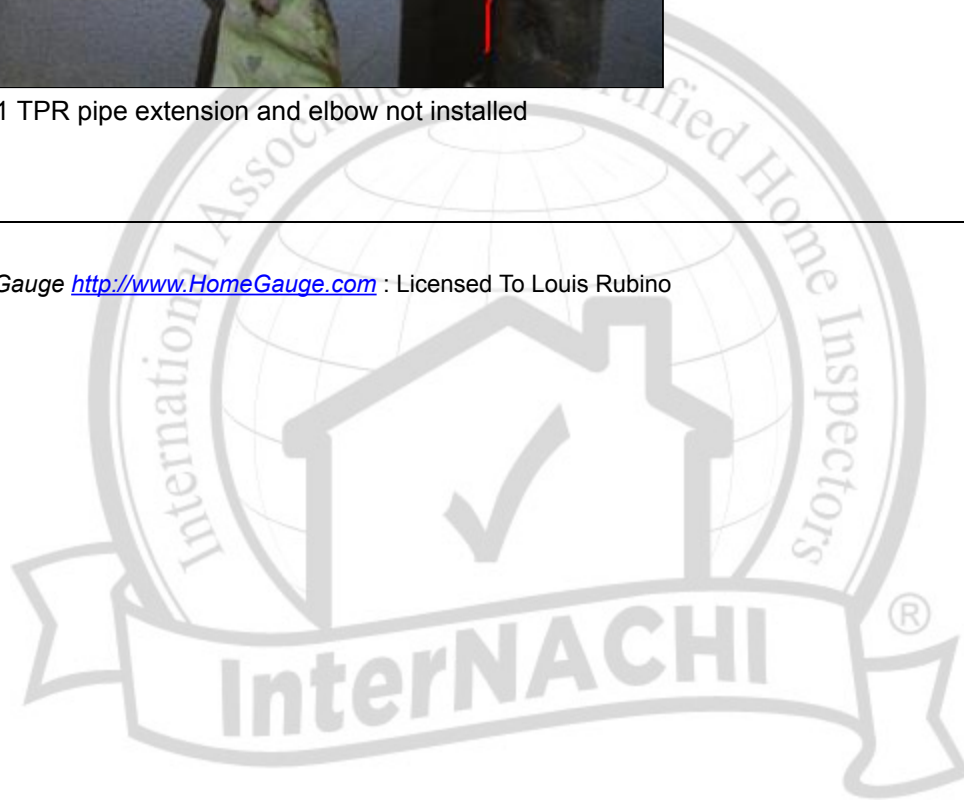 1 TPR pipe extension and elbow not installed
Gauge http://www.HomeGauge.com : Licensed To Louis Rubino
International Association Certified Home Inspectors
InterNACHI
®